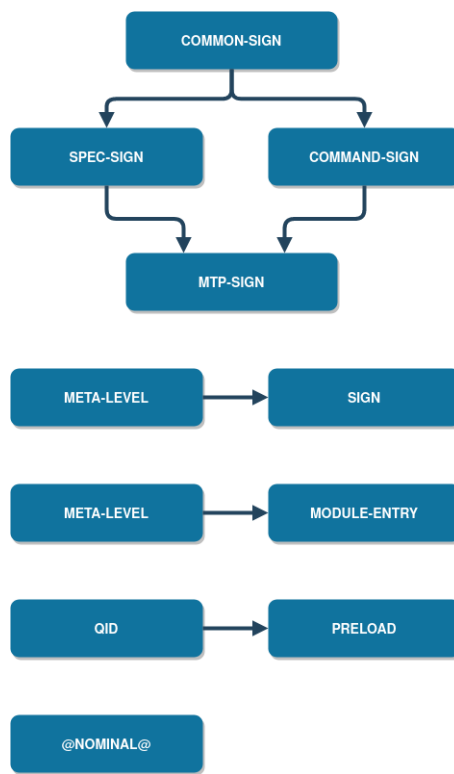 COMMON-SIGN
SPEC-SIGN
COMMAND-SIGN
MTP-SIGN
META-LEVEL
SIGN
META-LEVEL
MODULE-ENTRY
QID
PRELOAD
@NOMINAL@